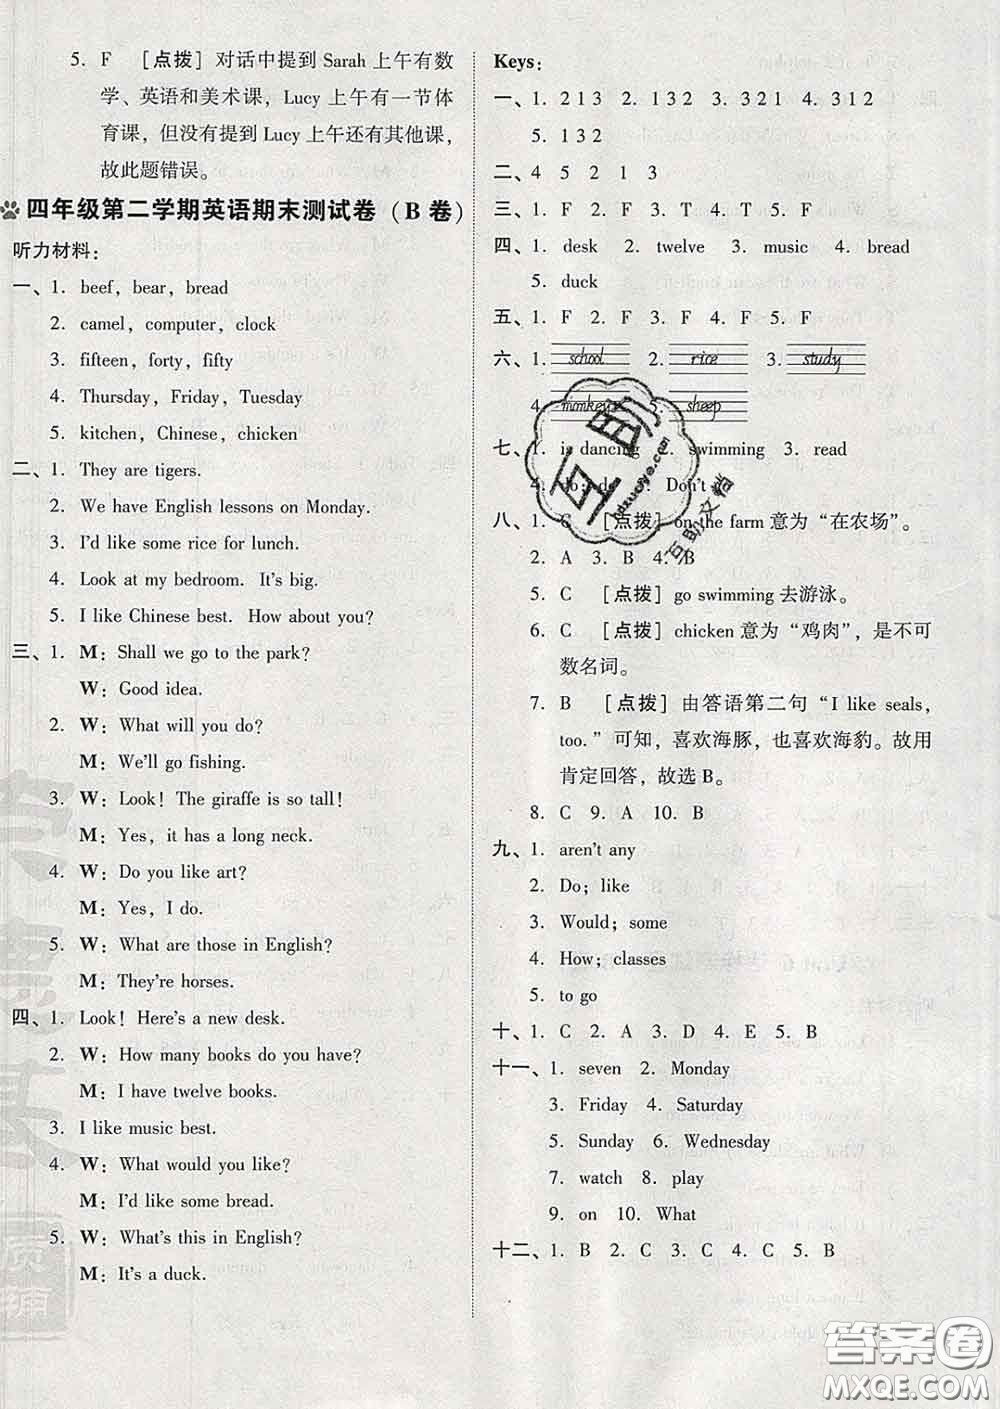 5. F [点拨] 对话中提到 Sarah 上午有数
学、英语和美术课，Lucy 上午有一节体
育课，但没有提到 Lucy 上午还有其他课，
故此题错误。
四年级第二学期英语期末测试卷（B 卷）
听力材料：
一、1. beef，bear，bread
2. camel，computer，clock
3. fifteen，forty，fifty
4. Thursday，Friday，Tuesday
5. kitchen，Chinese，chicken
二、1. They are tigers.
2. We have English lessons on Monday.
3. I'd like some rice for lunch.
4. Look at my bedroom. It's big.
5. I like Chinese best. How about you?
三、1. M：Shall we go to the park?
W：Good idea.
2. W：What will you do?
M：We'll go fishing.
3. W：Look! The giraffe is so tall!
M：Yes，it has a long neck.
4. W：Do you like art?
M：Yes，I do.
5. W：What are those in English?
M：They're horses.
四、1. Look! Here's a new desk.
2. W：How many books do you have?
M：I have twelve books.
3. I like music best.
4. W：What would you like?
M：I'd like some bread.
5. W：What's this in English?
M：It's a duck.
Keys：
一、1. 2 1 3 2. 1 3 2 3. 3 2 1 4. 3 1 2
5. 1 3 2
二、4 5 2 1 3
三、1. F 2. F 3. T 4. T 5. F
四、1. desk 2. twelve 3. music 4. bread
5. duck
五、1. F 2. F 3. F 4. F 5. F
六、1. school 2. rice 3. study
4. monkey 5. sheep
七、1. is dancing 2. swimming 3. read
4. do; do 5. Don't
八、1. C [点拨] on the farm 意为“在农场”。
2. A 3. B 4. B
5. C [点拨] go swimming 去游泳。
6. C [点拨] chicken 意为“鸡肉”，是不可
数名词。
7. B [点拨] 由答语第二句“I like seals,
too.”可知，喜欢海豚，也喜欢海豹。故用
肯定回答，故选 B。
8. C 9. A 10. B
九、1. aren't any
2. Do；like
3. Would；some
4. How；classes
5. to go
十、1. C 2. A 3. D 4. E 5. B
十一、1. seven 2. Monday
3. Friday 4. Saturday
5. Sunday 6. Wednesday
7. watch 8. play
9. on 10. What
十二、1. B 2. C 3. C 4. C 5. B
互助
互助文档
答案圈
MXQE.COM